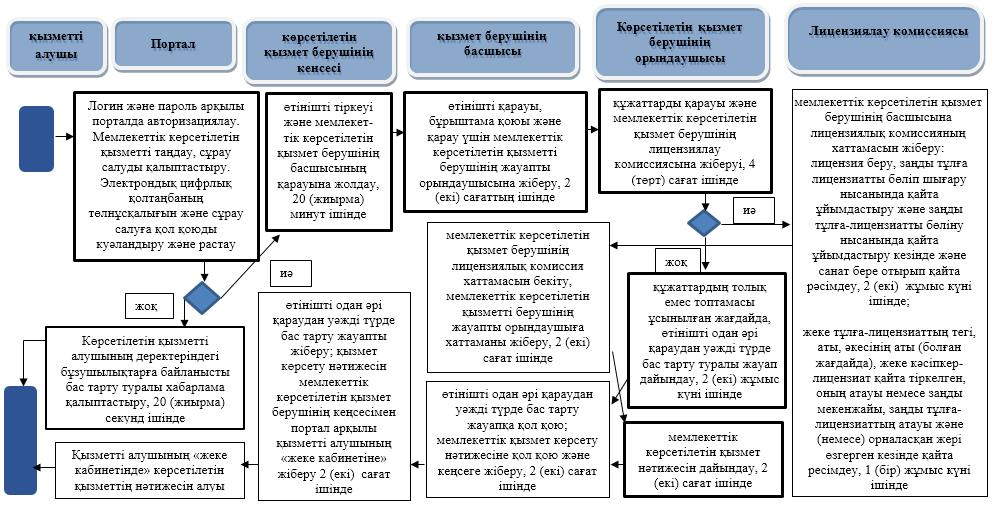 қызметті
алушы
Портал
көрсетілетін
қызмет берушінің
кеңсесі
қызмет берушінің
басшысы
Көрсетілетін қызмет
берушінің
орындаушысы
Лицензиялау комиссиясы
Логин және пароль арқылы
порталда авторизациялау.
Мемлекеттік көрсетілетін
қызметті таңдау, сұрау
салуды қалыптастыру.
Электрондық цифрлық
қолтаңбаның
төлнұсқалығын және сұрау
салуға қол қоюды
куәландыру және растау
өтінішті тіркеуі
және мемлекет-
тік көрсетілетін
қызмет берушінің
басшысының
қарауына жолдау,
20 (жиырма)
минут ішінде
өтінішті қарауы,
бұрыштама қоюы және
қарау үшін мемлекеттік
көрсетілетін қызметті
берушінің жауапты
орындаушысына жіберу, 2
(екі) сағаттың ішінде
құжаттарды қарауы және
мемлекеттік көрсетілетін
қызмет берушінің
лицензиялау
комиссиясына жіберуі, 4
(төрт) сағат ішінде
мемлекеттік көрсетілетін қызмет
берушінің басшысына
лицензиялық комиссияның
хаттамасын жіберу:
лицензия беру, заңды тұлға
лицензиатты бөліп шығару
нысанында қайта
ұйымдастыру және заңды
тұлға-лицензиатты бөліну
нысанында қайта
ұйымдастыру кезінде және
санат бере отырып қайта
рәсімдеу, 2 (екі) жұмыс күні
ішінде;
жеке тұлға-лицензиаттың тегі,
аты, әкесінің аты (болған
жағдайда), жеке кәсіпкер-
лицензиат қайта тіркелген,
оның атауы немесе заңды
мекенжайы, заңды тұлға-
лицензиаттың атауы және
(немесе) орналасқан жері
өзгерген кезінде қайта
ресімдеу, 1 (бір) жұмыс күні
ішінде
иә
жоқ
мемлекеттік көрсетілетін
қызмет берушінің
лицензиялық комиссия
хаттамасын бекіту,
мемлекеттік көрсетілетін
қызметті берушінің
жауапты орындаушыға
хаттаманы жіберу, 2 (екі)
сағат ішінде
құжаттардың толық
емес топтамасы
ұсынылған жағдайда,
өтінішті одан әрі
қараудан уәжді түрде
бас тарту туралы жауап
дайындау, 2 (екі) жұмыс
күні ішінде
иә
жоқ
Көрсетілетін қызметті
алушының деректеріндегі
бұзушылықтарға байланысты
бас тарту туралы хабарлама
қалыптастыру, 20 (жиырма)
секунд ішінде
өтінішті одан әрі
қараудан уәжді түрде
бас тарту жауапты
жіберу; қызмет
көрсету нәтижесін
мемлекеттік
көрсетілетін қызмет
берушінің кеңсесімен
портал арқылы
қызметті алушының
«жеке кабинетіне»
жіберу 2 (екі) сағат
ішінде
өтінішті одан әрі қараудан
уәжді түрде бас тарту
жауапка қол қою;
мемлекеттік қызмет көрсету
нәтижесіне қол қою және
кеңсеге жіберу, 2 (екі) сағат
ішінде
мемлекеттік
көрсетілетін қызмет
нәтижесін дайындау, 2
(екі) сағат ішінде
Қызметті алушының «жеке
кабинетінде» көрсетілетін
қызметтің нәтижесін алуы